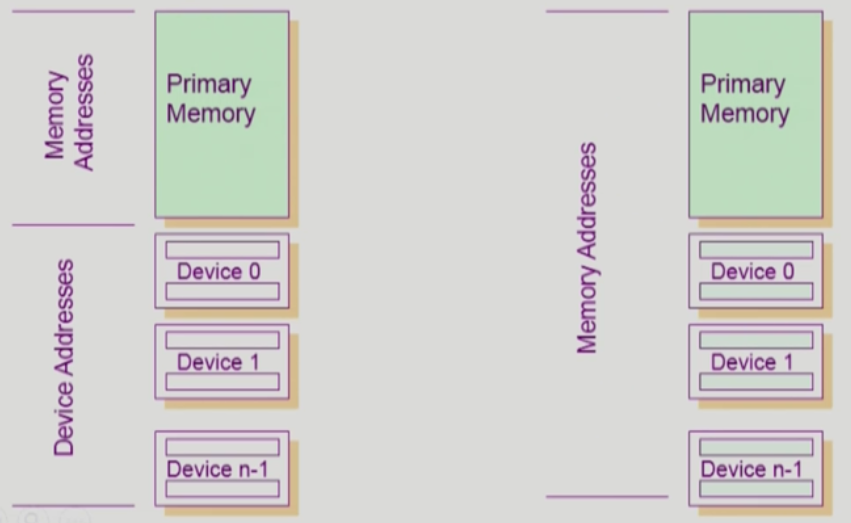 Memory
Addresses
Primary
Memory
Device Addresses
Device 0
Device 1
Device n-1
Memory Addresses
Primary
Memory
Device 0
Device 1
Device n-1